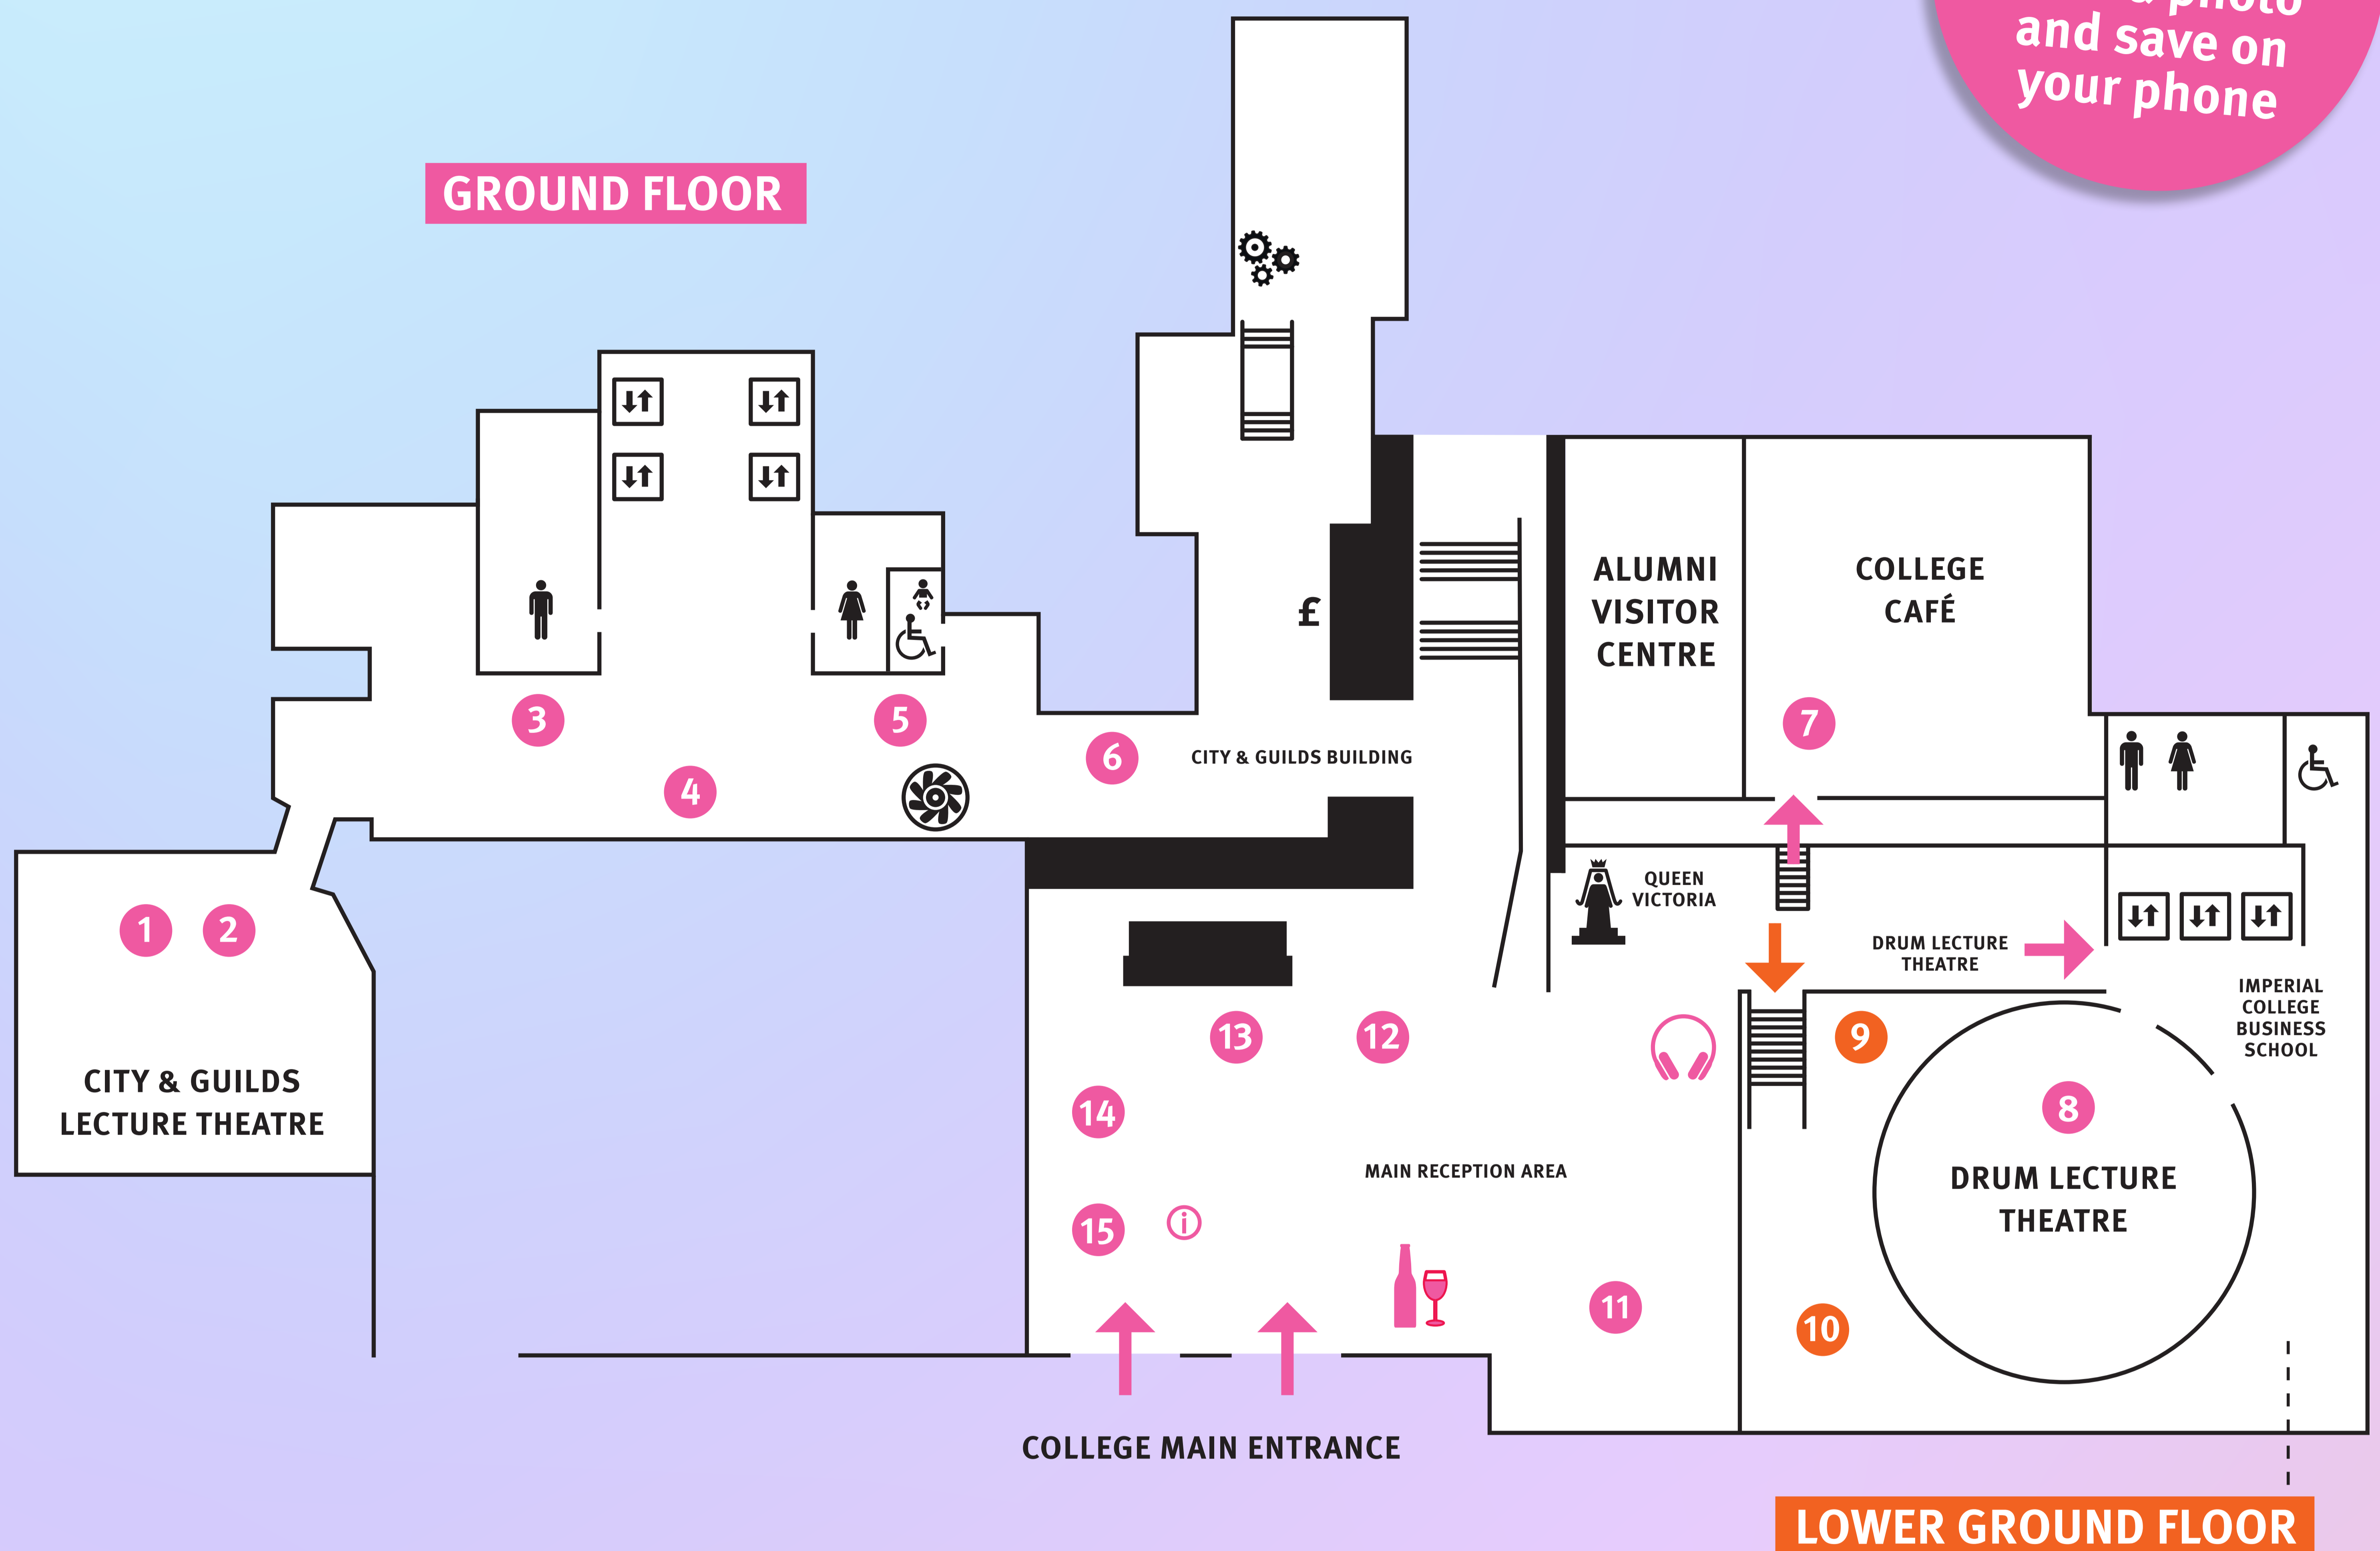 photo
and save on
your phone
GROUND FLOOR
ALUMNI
VISITOR
CENTRE
COLLEGE
CAFÉ
£
3
5
7
6
CITY & GUILDS BUILDING
4
1
2
QUEEN
VICTORIA
DRUM LECTURE
THEATRE
IMPERIAL
COLLEGE
BUSINESS
SCHOOL
13
12
9
CITY & GUILDS
LECTURE THEATRE
14
8
MAIN RECEPTION AREA
DRUM LECTURE
THEATRE
15
i
11
10
COLLEGE MAIN ENTRANCE
LOWER GROUND FLOOR